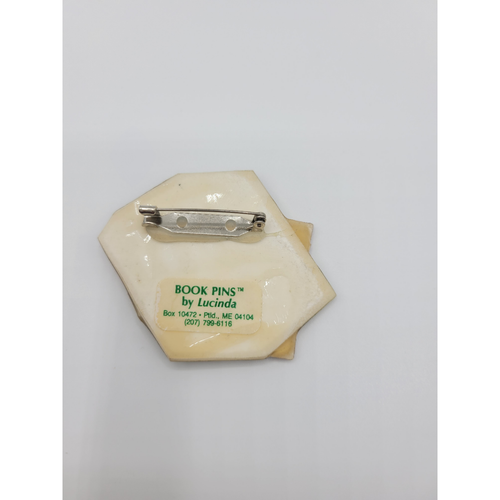 BOOK PINS™
by Lucinda
Box 10472 • Ptld., ME 04104
(207) 799-6116